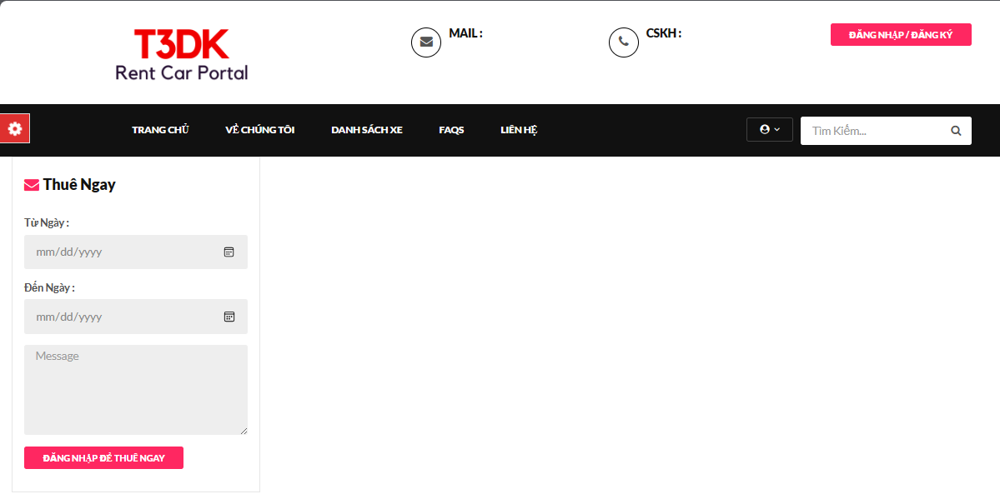 T3DK
Rent Car Portal
MAIL :
CSKH :
ĐĂNG NHẬP / ĐĂNG KÝ
TRANG CHỦ
VỀ CHÚNG TÔI
DANH SÁCH XE
FAQS
LIÊN HỆ
Tìm Kiếm...
Thuê Ngay
Từ Ngày :
mm/dd/yyyy
Đến Ngày :
mm/dd/yyyy
Message
ĐĂNG NHẬP ĐỂ THUÊ NGAY